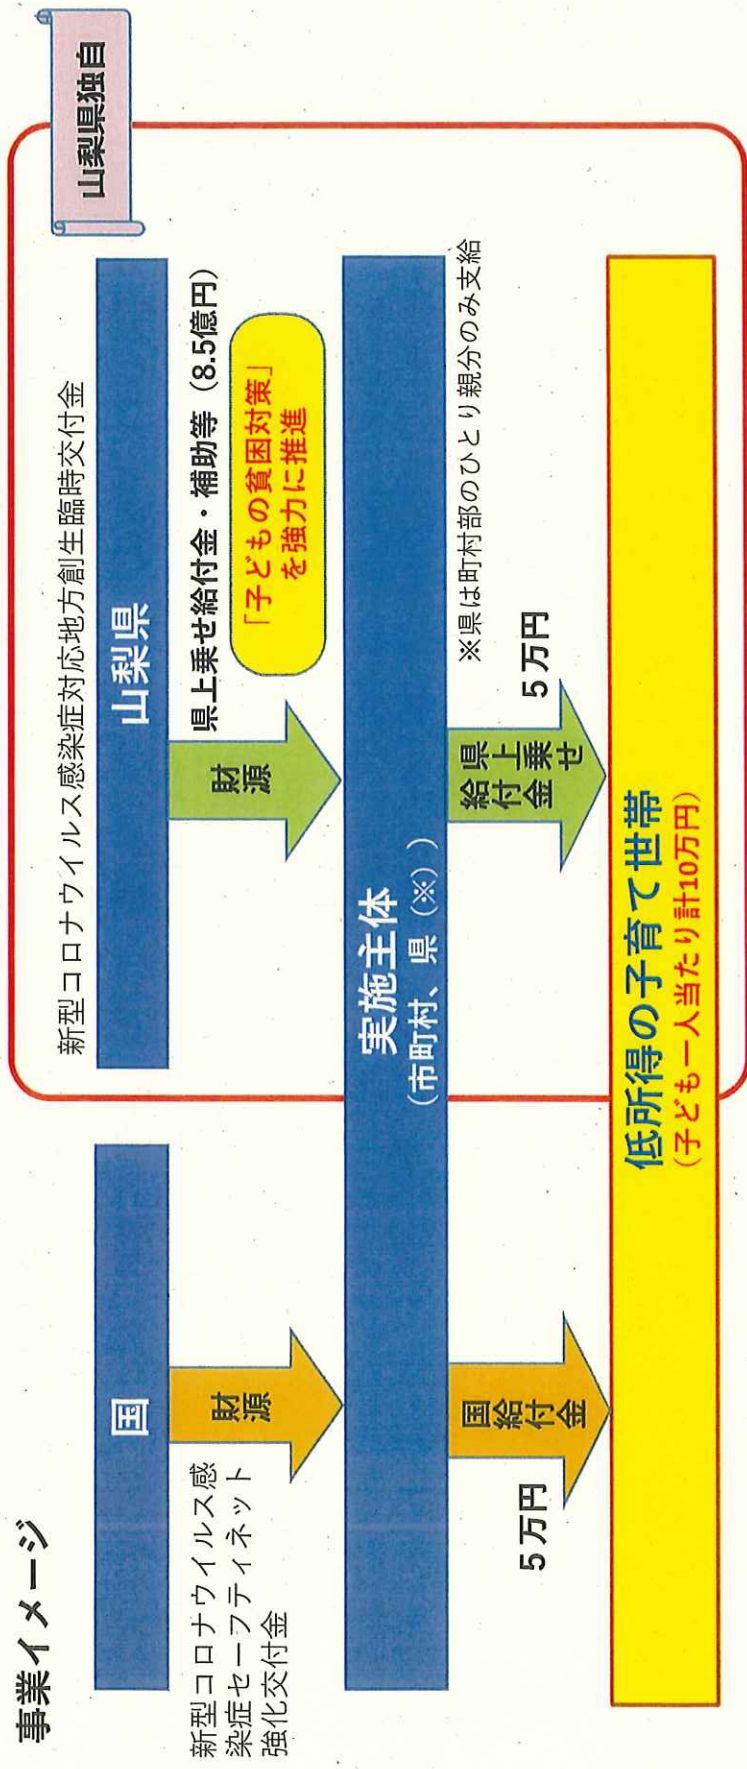 事業イメージ
山梨県独自
新型コロナウイルス感染症対応地方創生臨時交付金
国
山梨県
新型コロナウイルス感
染症セーフティネット
強化交付金
財源
財源
県上乗せ給付金・補助等（8.5億円）
「子どもの貧困対策」
を強力に推進
実施主体
（市町村、県（※））
※県は町村部のひとり親分のみ支給
5万円
国給付金
県上乗せ
給付金
5万円
低所得の子育て世帯
（子ども一人当たり計10万円）